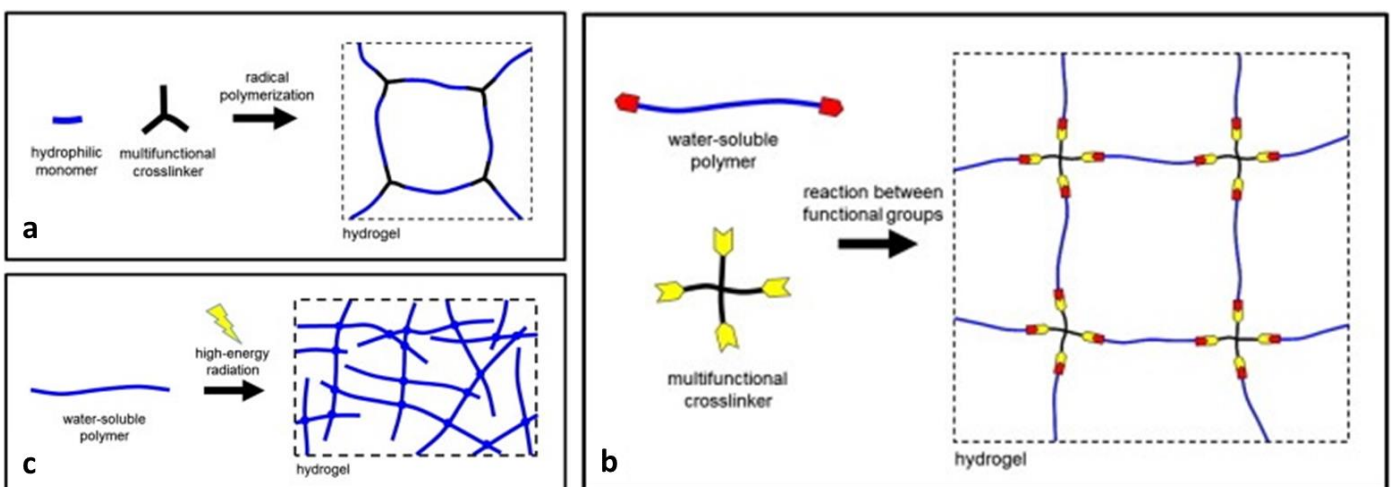 hydrophilic
monomer
multifunctional
crosslinker
radical
polymerization
hydrogel
a
water-soluble
polymer
multifunctional
crosslinker
reaction between
functional groups
hydrogel
b
water-soluble
polymer
high-energy
radiation
hydrogel
c